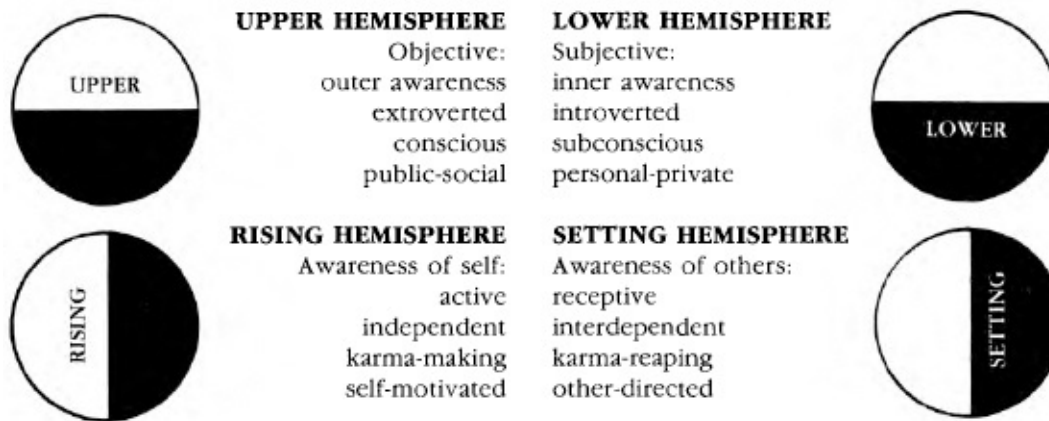 UPPER
UPPER HEMISPHERE
Objective:
outer awareness
extroverted
conscious
public-social
LOWER HEMISPHERE
Subjective:
inner awareness
introverted
subconscious
personal-private
LOWER
RISING
RISING HEMISPHERE
Awareness of self:
active
independent
karma-making
self-motivated
SETTING HEMISPHERE
Awareness of others:
receptive
interdependent
karma-reaping
other-directed
SETTING